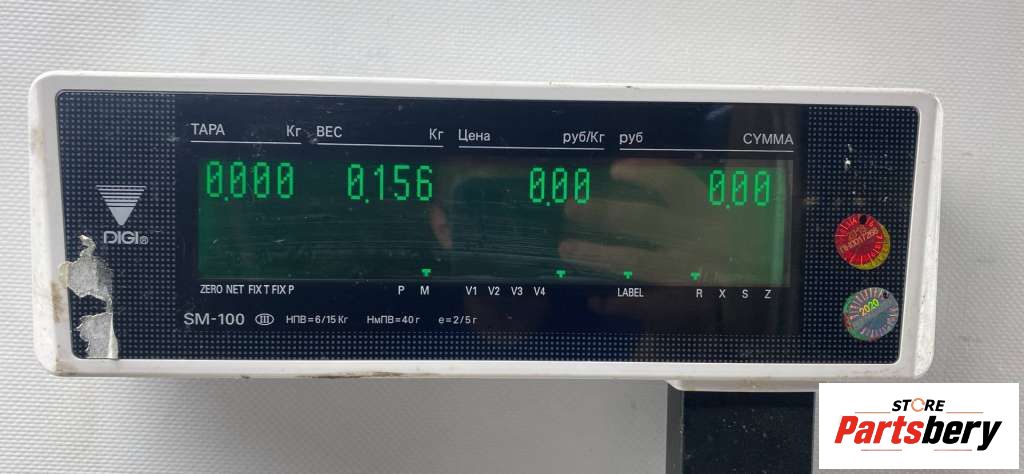 ТАРА Кг ВЕС Кг Цена руб/Кг руб СУММА
0.000 0.156 0.00 0.00
DIGI®
ZERO NET FIX T FIX P P M V1 V2 V3 V4 LABEL R X S Z
SM-100 III НПВ=6/15 Кг НмПВ=40 г е=2/5 г
2020
STORE
Partsbery